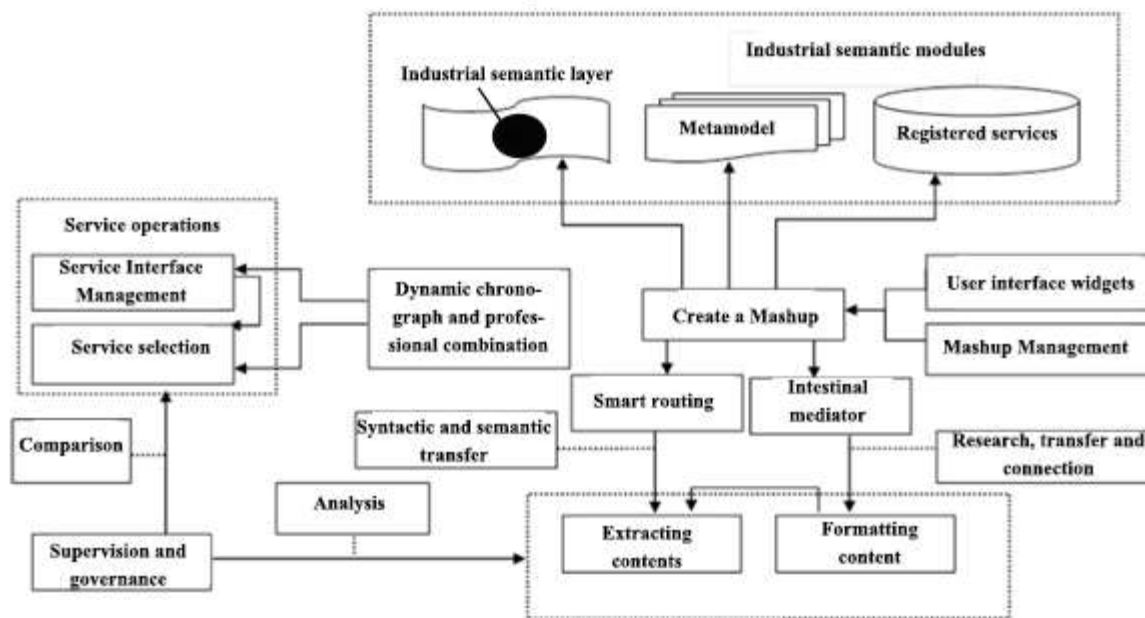 Industrial semantic modules
Industrial semantic layer
Metamodel
Registered services
Service operations
Service Interface
Management
Service selection
Dynamic chrono-
graph and profes-
sional combination
Create a Mashup
User interface widgets
Mashup Management
Smart routing
Intestinal
mediator
Comparison
Syntactic and semantic
transfer
Research, transfer and
connection
Analysis
Supervision and
governance
Extracting
contents
Formatting
content